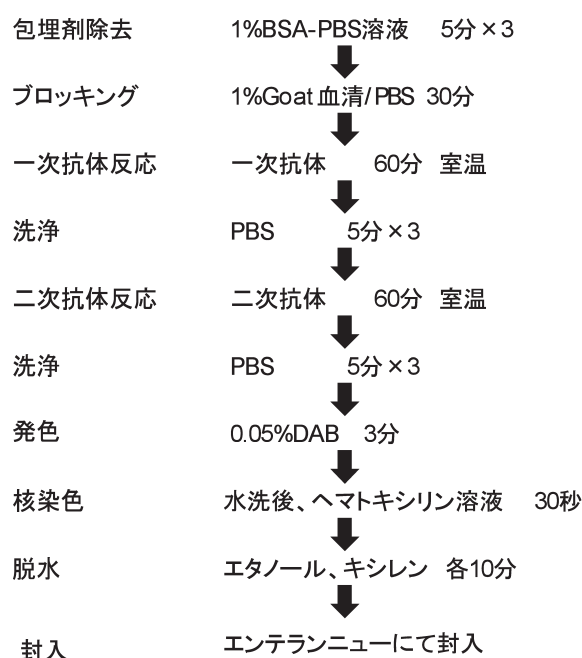 包埋剤除去 1%BSA-PBS溶液 5分×3
ブロッキング 1%Goat血清/PBS 30分
一次抗体反応 一次抗体 60分 室温
洗浄 PBS 5分×3
二次抗体反応 二次抗体 60分 室温
洗浄 PBS 5分×3
発色 0.05%DAB 3分
核染色 水洗後、ヘマトキシリン溶液 30秒
脱水 エタノール、キシレン 各10分
封入 エンテランニューにて封入